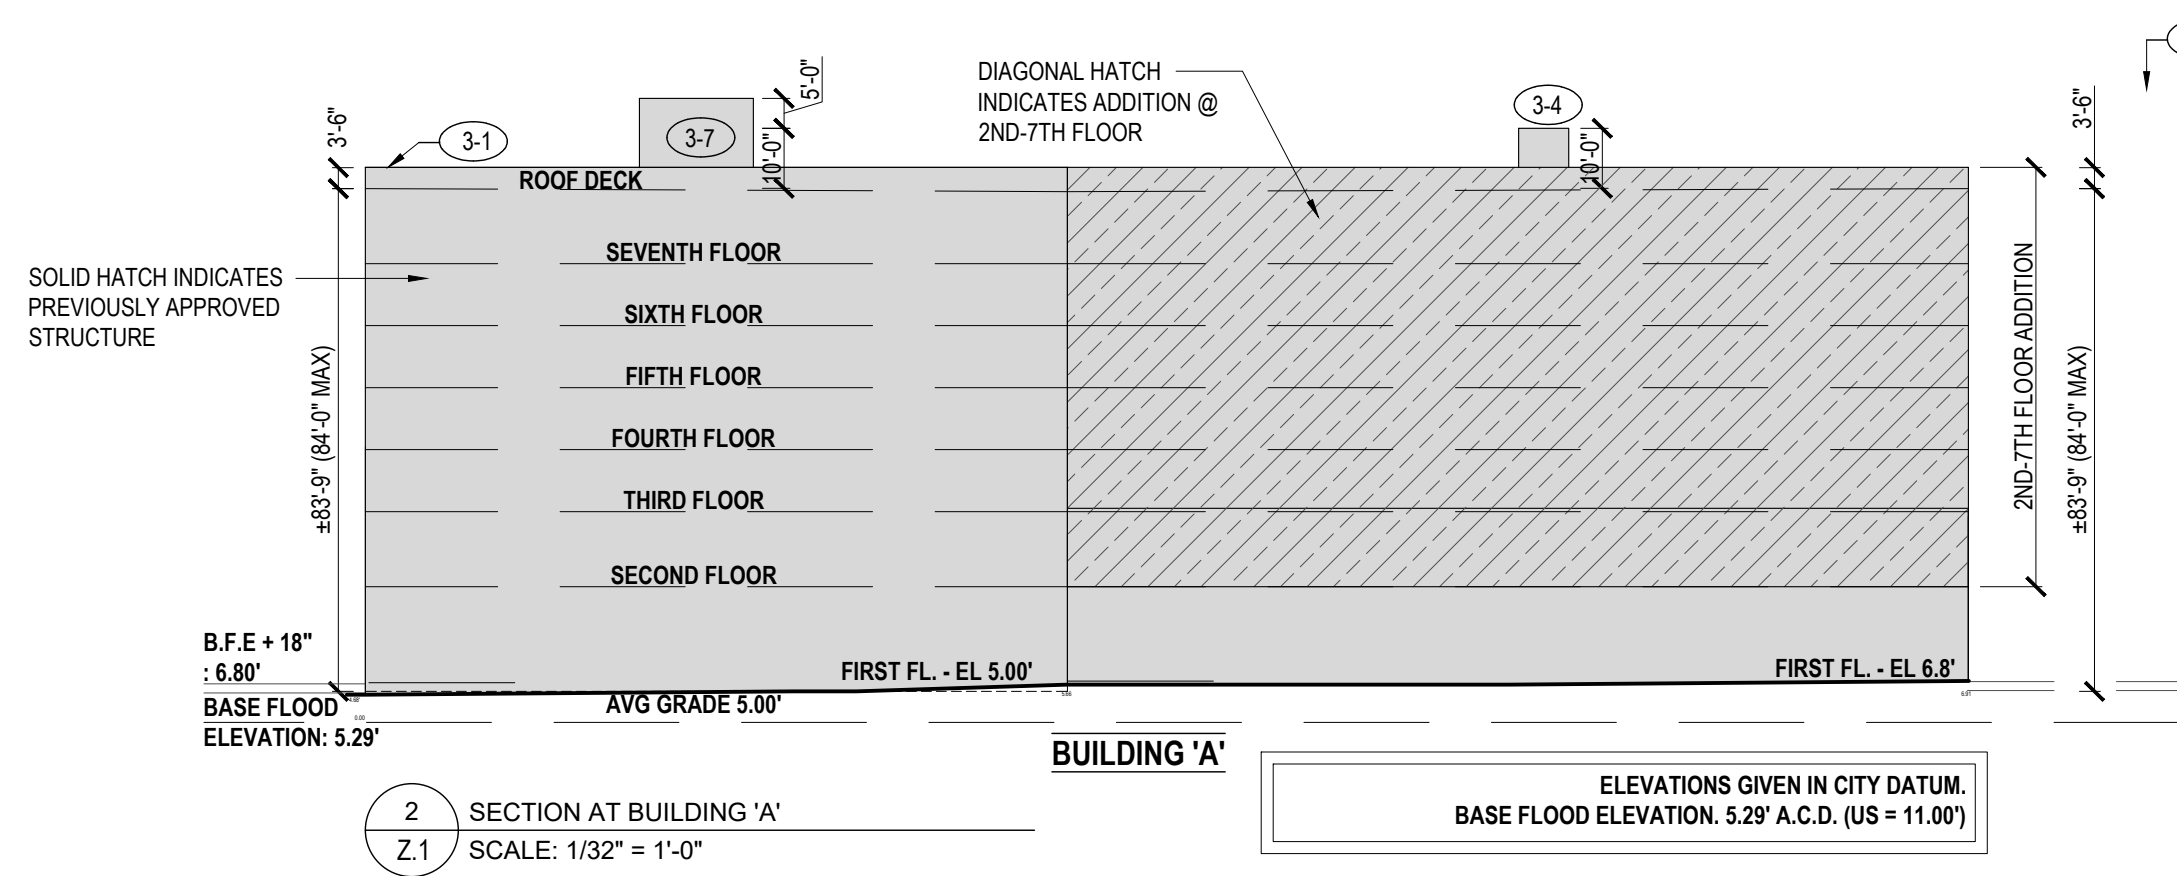 5'-0"
DIAGONAL HATCH
INDICATES ADDITION @
2ND-7TH FLOOR
3'-6"
3-1
3-7
10'-0"
3-4
10'-0"
3'-6"
ROOF DECK
SEVENTH FLOOR
SOLID HATCH INDICATES
PREVIOUSLY APPROVED
STRUCTURE
SIXTH FLOOR
FIFTH FLOOR
FOURTH FLOOR
THIRD FLOOR
SECOND FLOOR
±83'-9" (84'-0" MAX)
2ND-7TH FLOOR ADDITION
±83'-9" (84'-0" MAX)
B.F.E + 18"
: 6.80'
FIRST FL. - EL 5.00'
FIRST FL. - EL 6.8'
BASE FLOOD
ELEVATION: 5.29'
0.00
AVG GRADE 5.00'
6.91
BUILDING 'A'
ELEVATIONS GIVEN IN CITY DATUM.
BASE FLOOD ELEVATION. 5.29' A.C.D. (US = 11.00')
2
Z.1
SECTION AT BUILDING 'A'
SCALE: 1/32" = 1'-0"